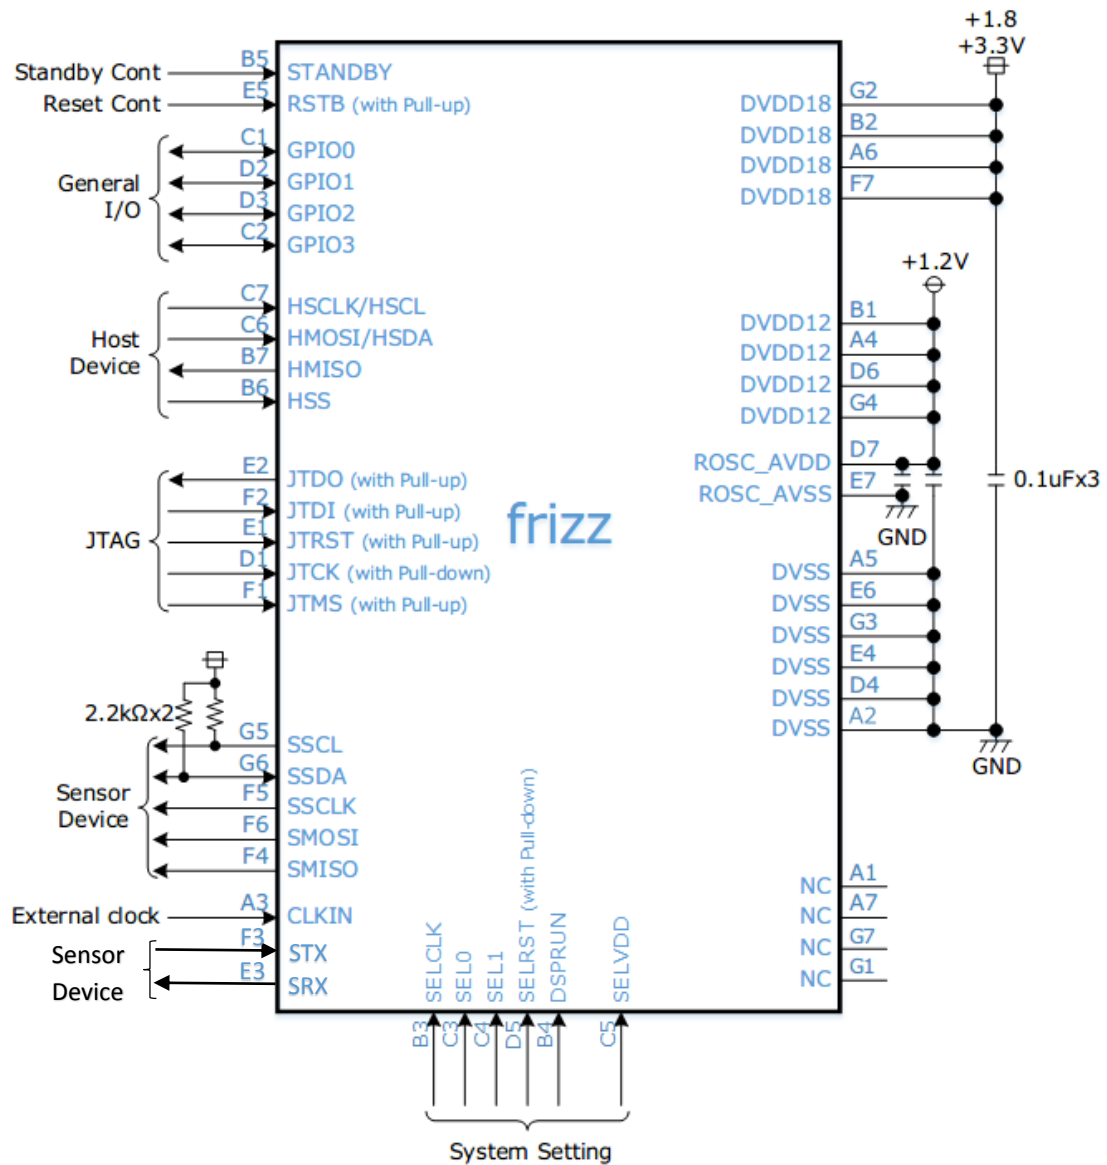 +1.8
+3.3V
Standby Cont B5 STANDBY
Reset Cont E5 RSTB (with Pull-up)
General
I/O
C1 GPIO0
D2 GPIO1
D3 GPIO2
C2 GPIO3
Host
Device
C7 HSCLK/HSCL
C6 HMOSI/HSDA
B7 HMISO
B6 HSS
JTAG
E2 JTDO (with Pull-up)
F2 JTDI (with Pull-up)
E1 JTRST (with Pull-up)
D1 JTCK (with Pull-down)
F1 JTMS (with Pull-up)
2.2kΩx2
Sensor
Device
G5 SSCL
G6 SSDA
F5 SSCLK
F6 SMOSI
F4 SMISO
External clock A3 CLKIN
Sensor
Device
F3 STX
E3 SRX
frizz
DVDD18 G2
DVDD18 B2
DVDD18 A6
DVDD18 F7
+1.2V
DVDD12 B1
DVDD12 A4
DVDD12 D6
DVDD12 G4
ROSC_AVDD D7
ROSC_AVSS E7
0.1uFx3
GND
DVSS A5
DVSS E6
DVSS G3
DVSS E4
DVSS D4
DVSS A2
GND
NC A1
NC A7
NC G7
NC G1
SELCLK B3
SEL0 C3
SEL1 C4
SELRST (with Pull-down) D5
DSPRUN B4
SELVDD C5
System Setting